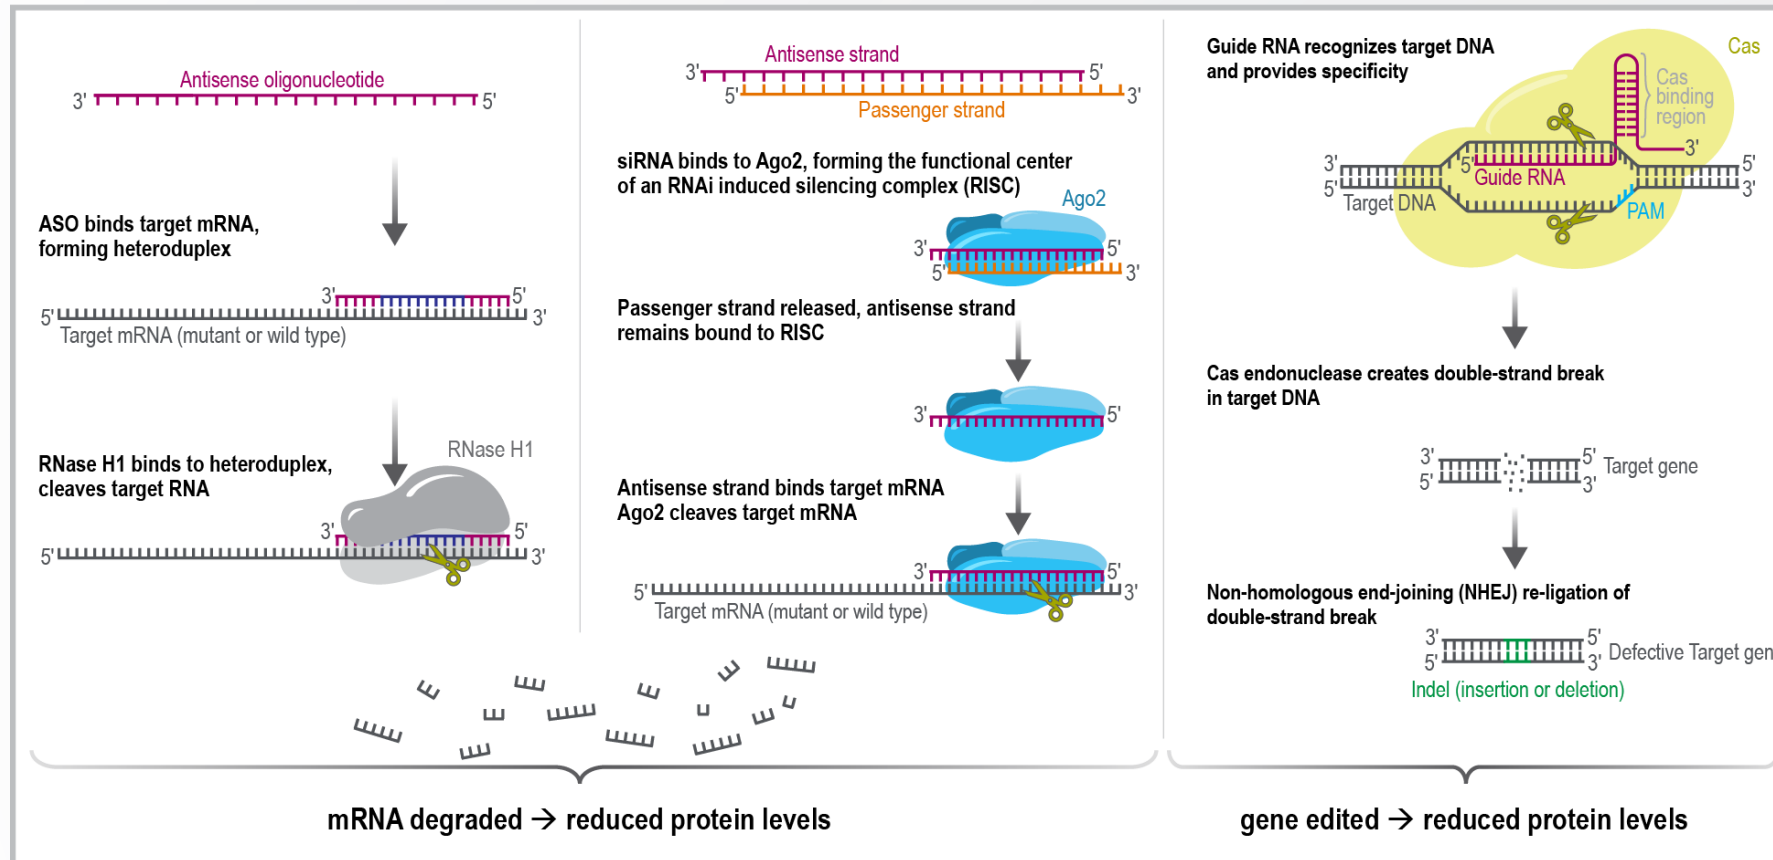 Antisense oligonucleotide
3' 5'
ASO binds target mRNA,
forming heteroduplex
3' 5'
5' 3'
Target mRNA (mutant or wild type)
RNase H1 binds to heteroduplex,
cleaves target RNA
RNase H1
3' 5'
5' 3'
Antisense strand
3' 5'
5' 3'
Passenger strand
siRNA binds to Ago2, forming the functional center
of an RNAi induced silencing complex (RISC)
Ago2
3' 5'
5' 3'
Passenger strand released, antisense strand
remains bound to RISC
3' 5'
Antisense strand binds target mRNA
Ago2 cleaves target mRNA
3' 5'
5' 3'
Target mRNA (mutant or wild type)
mRNA degraded → reduced protein levels
Guide RNA recognizes target DNA
and provides specificity
Cas
Cas
binding
region
3'
3' 5' 5'
5' 3'
Guide RNA
Target DNA
PAM
Cas endonuclease creates double-strand break
in target DNA
3' 5'
5' 3'
Target gene
Non-homologous end-joining (NHEJ) re-ligation of
double-strand break
3' 5'
5' 3'
Defective Target gen
Indel (insertion or deletion)
gene edited → reduced protein levels